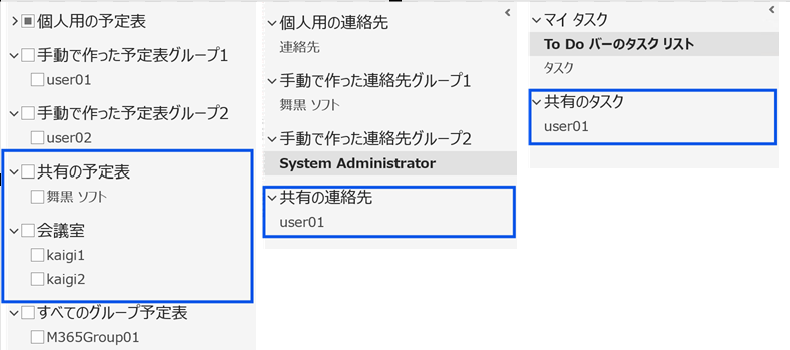 個人用の予定表
手動で作った予定表グループ1
user01
手動で作った予定表グループ2
user02
共有の予定表
舞黒 ソフト
会議室
kaigi1
kaigi2
すべてのグループ予定表
M365Group01
個人用の連絡先
連絡先
手動で作った連絡先グループ1
舞黒 ソフト
手動で作った連絡先グループ2
System Administrator
共有の連絡先
user01
マイ タスク
To Do バーのタスク リスト
タスク
共有のタスク
user01